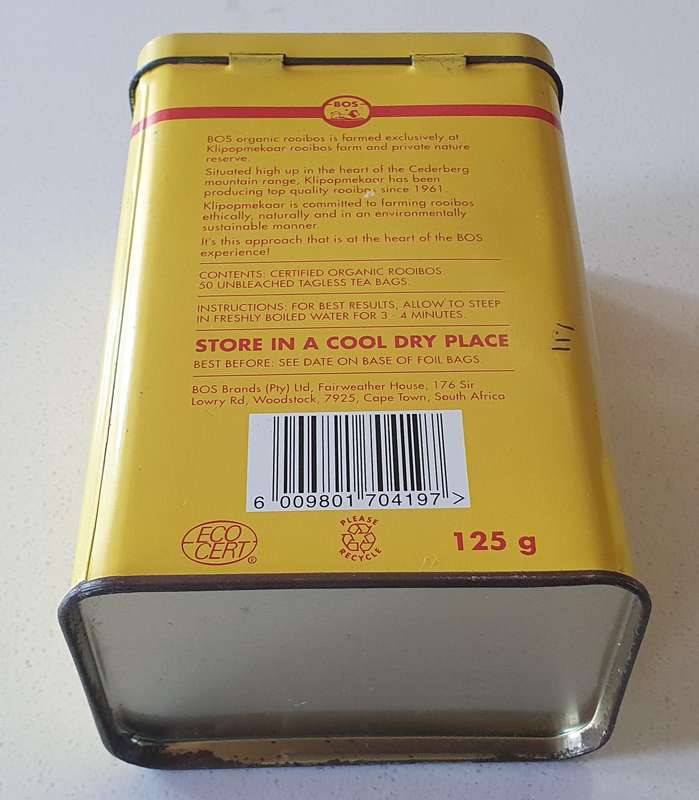 BOS
BOS organic rooibos is farmed exclusively at
Klipopmekaar rooibos farm and private nature
reserve.
Situated high up in the heart of the Cederberg
mountain range, Klipopmekaar has been
producing top quality rooibos since 1961.
Klipopmekaar is committed to farming rooibos
ethically, naturally and in an environmentally
sustainable manner.
It's this approach that is at the heart of the BOS
experience!
CONTENTS: CERTIFIED ORGANIC ROOIBOS.
50 UNBLEACHED TAGLESS TEA BAGS.
INSTRUCTIONS: FOR BEST RESULTS, ALLOW TO STEEP
IN FRESHLY BOILED WATER FOR 3 - 4 MINUTES.
STORE IN A COOL DRY PLACE
BEST BEFORE: SEE DATE ON BASE OF FOIL BAGS.
BOS Brands (Pty) Ltd, Fairweather House, 176 Sir
Lowry Rd, Woodstock, 7925, Cape Town, South Africa
6 009801 704197 >
ECO
CERT®
PLEASE
RECYCLE
125 g